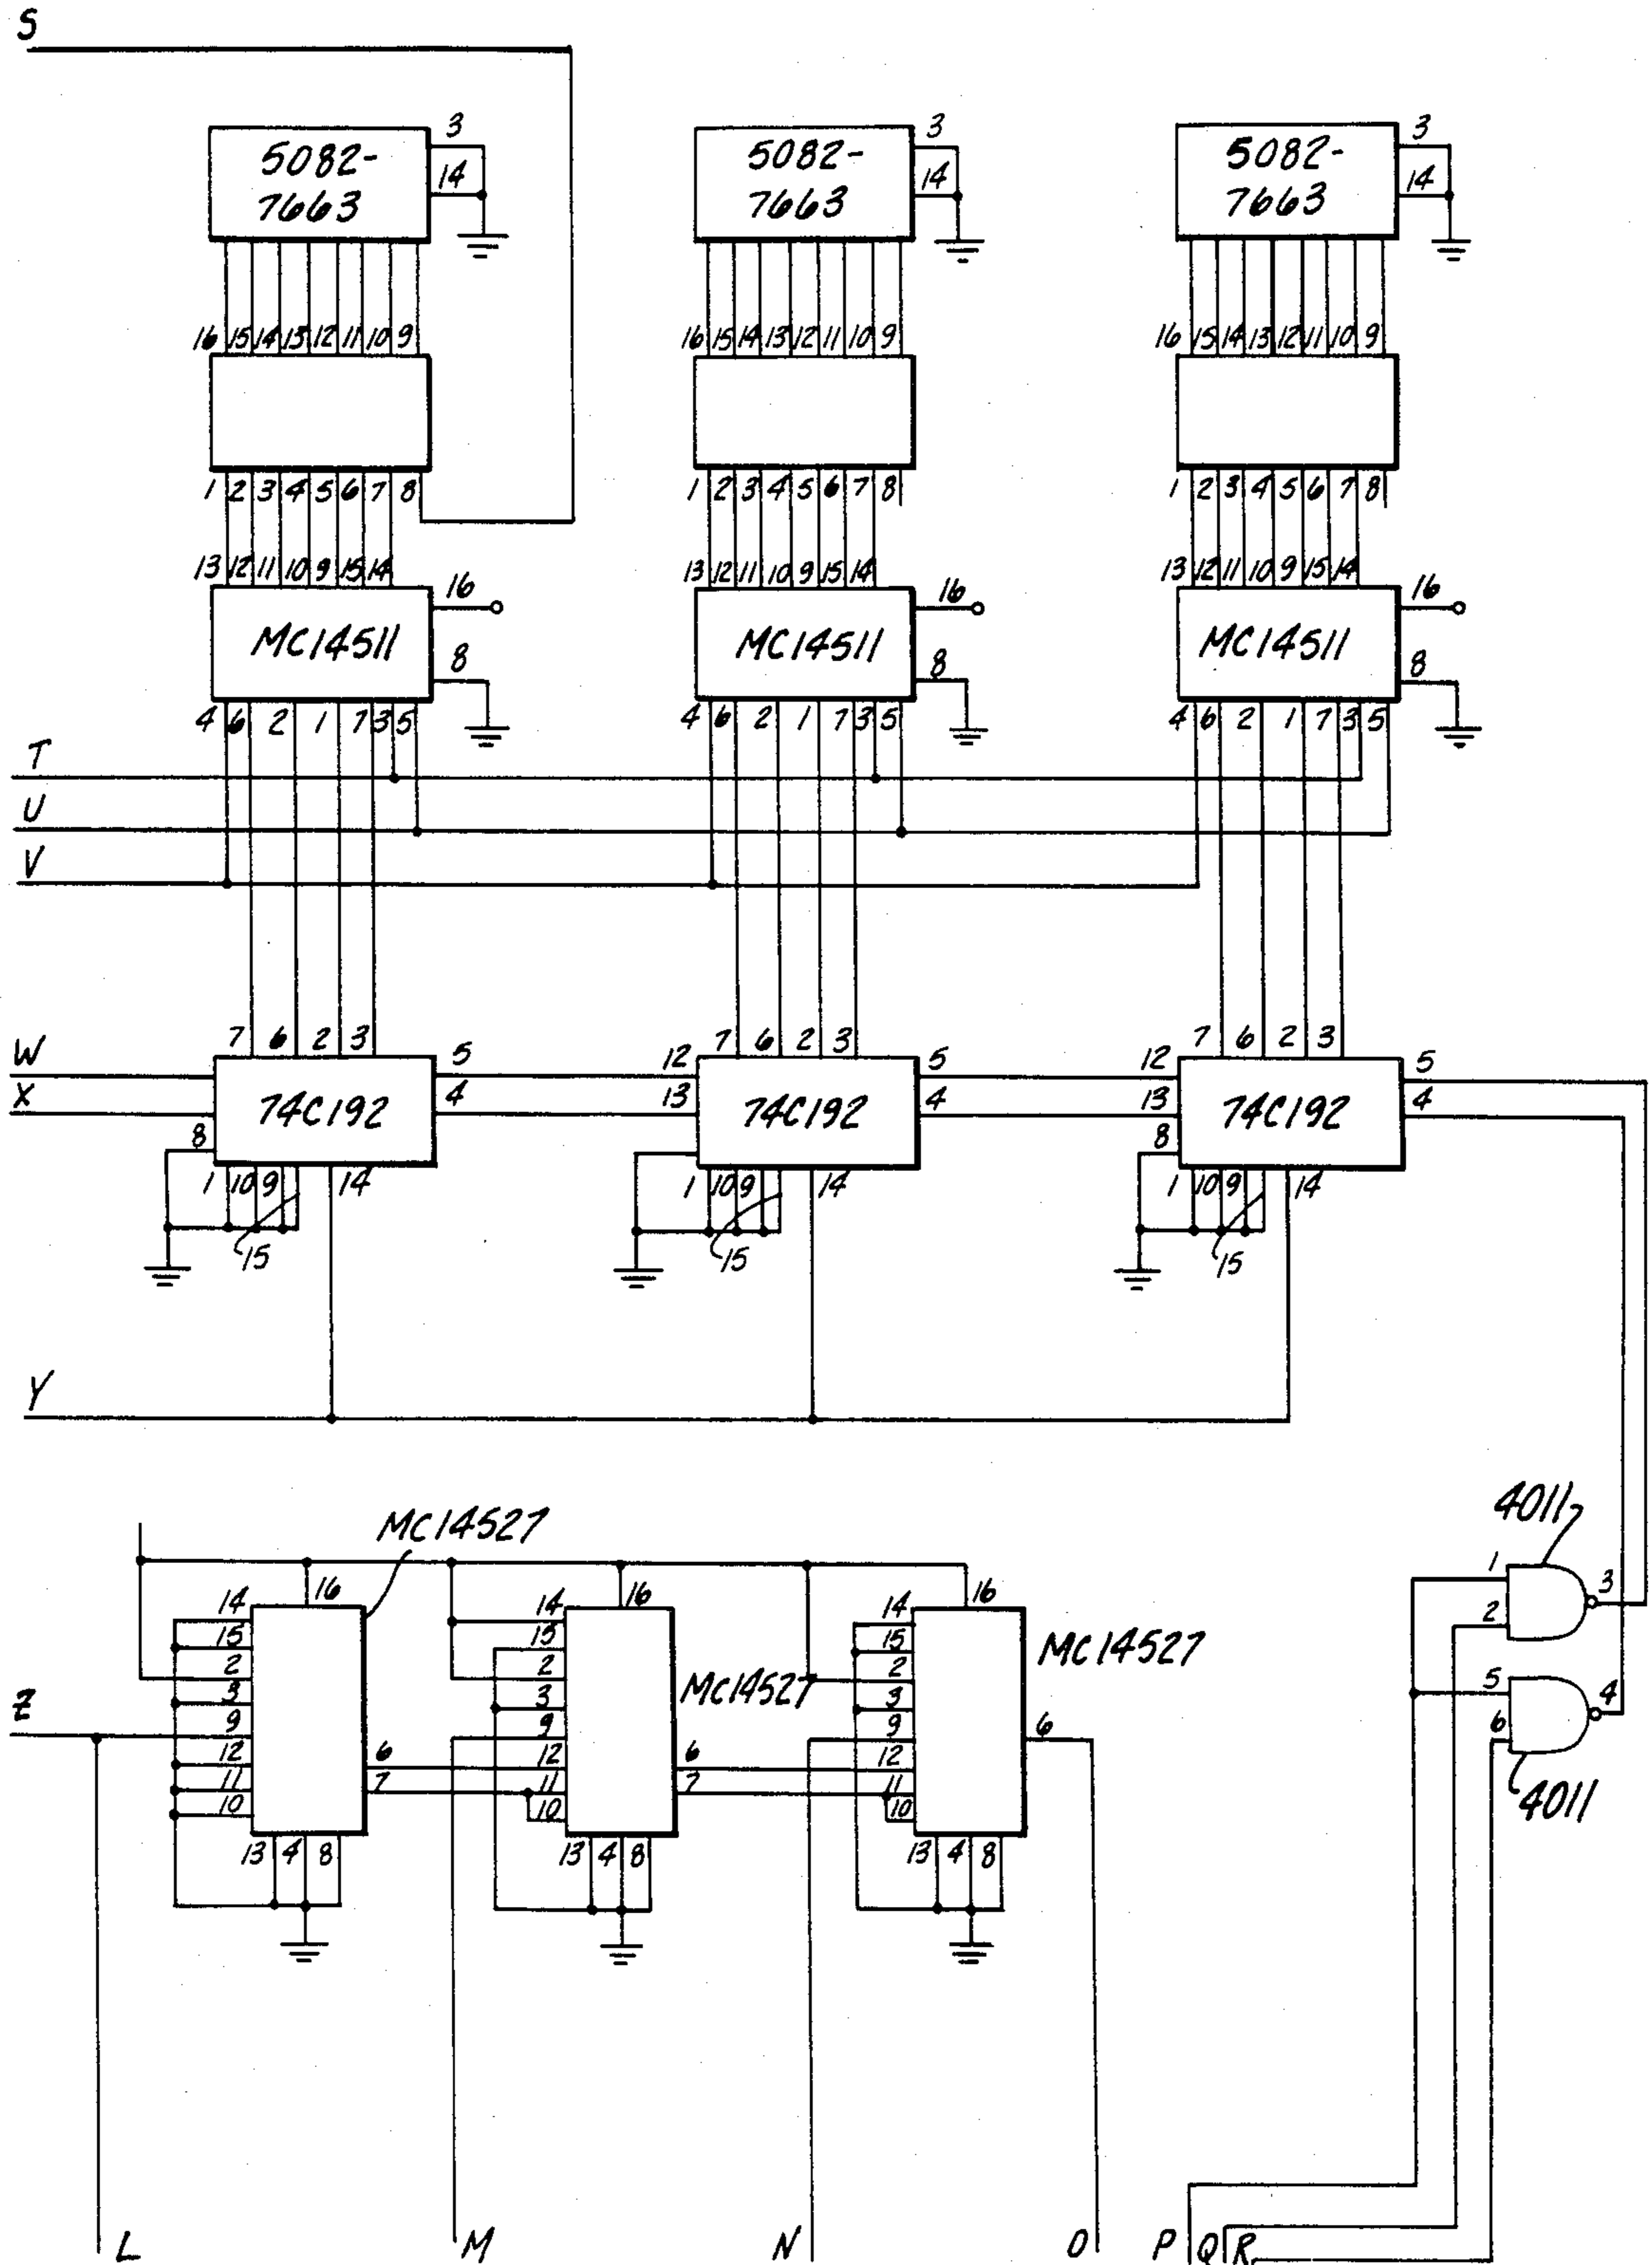 S
5082-
7663
3
14
5082-
7663
3
14
5082-
7663
3
14
16 15 14 13 12 11 10 9
16 15 14 13 12 11 10 9
16 15 14 13 12 11 10 9
1 2 3 4 5 6 7 8
1 2 3 4 5 6 7 8
1 2 3 4 5 6 7 8
13 12 11 10 9 15 14
13 12 11 10 9 15 14
13 12 11 10 9 15 14
MC14511
16
8
MC14511
16
8
MC14511
16
8
4 6 2 1 7 3 5
4 6 2 1 7 3 5
4 6 2 1 7 3 5
T
U
V
7 6 2 3
7 6 2 3
7 6 2 3
W
X
74C192
5
4
12
13
74C192
5
4
12
13
74C192
5
4
8
8
1 10 9 14
15
1 10 9 14
15
1 10 9 14
15
Y
MC14527
16
14
15
2
3
9
12
11
10
6
7
13 4 8
Z
16
14
15
2
3
9
12
11
10
MC14527
6
7
13 4 8
16
14
15
2
3
9
12
11
10
MC14527
6
13 4 8
4011
1
2
3
5
6
4
4011
L
M
N
O
P
Q
R